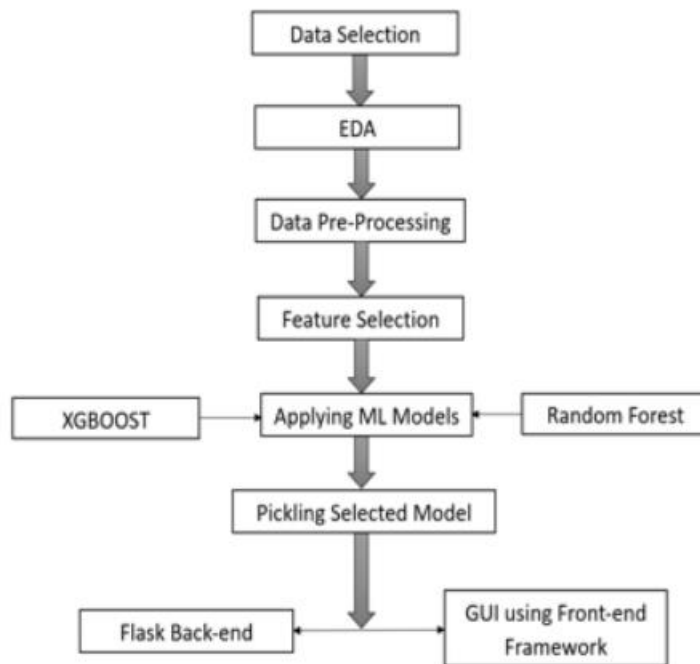 Data Selection
EDA
Data Pre-Processing
Feature Selection
XGBOOST
Applying ML Models
Random Forest
Pickling Selected Model
Flask Back-end
GUI using Front-end
Framework